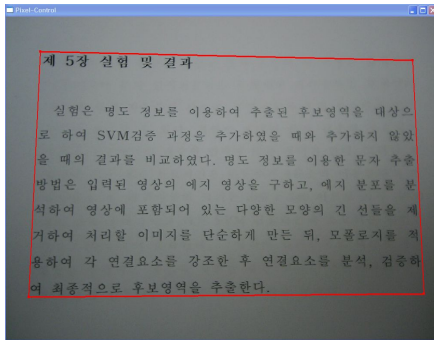 Pixel-Control
제 5장 실험 및 결과
실험은 명도 정보를 이용하여 추출된 후보영역을 대상으
로 하여 SVM검증 과정을 추가하였을 때와 추가하지 않았
을 때의 결과를 비교하였다. 명도 정보를 이용한 문자 추출
방법은 입력된 영상의 에지 영상을 구하고, 에지 분포를 분
석하여 영상에 포함되어 있는 다양한 모양의 긴 선들을 제
거하여 처리할 이미지를 단순하게 만든 뒤, 모폴로지를 적
용하여 각 연결요소를 강조한 후 연결요소를 분석, 검증하
여 최종적으로 후보영역을 추출한다.